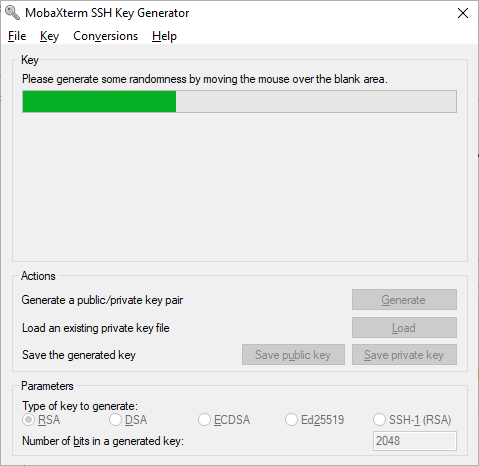 MobaXterm SSH Key Generator
File Key Conversions Help
Key
Please generate some randomness by moving the mouse over the blank area.
Actions
Generate a public/private key pair Generate
Load an existing private key file Load
Save the generated key Save public key Save private key
Parameters
Type of key to generate:
RSA DSA ECDSA Ed25519 SSH-1 (RSA)
Number of bits in a generated key: 2048